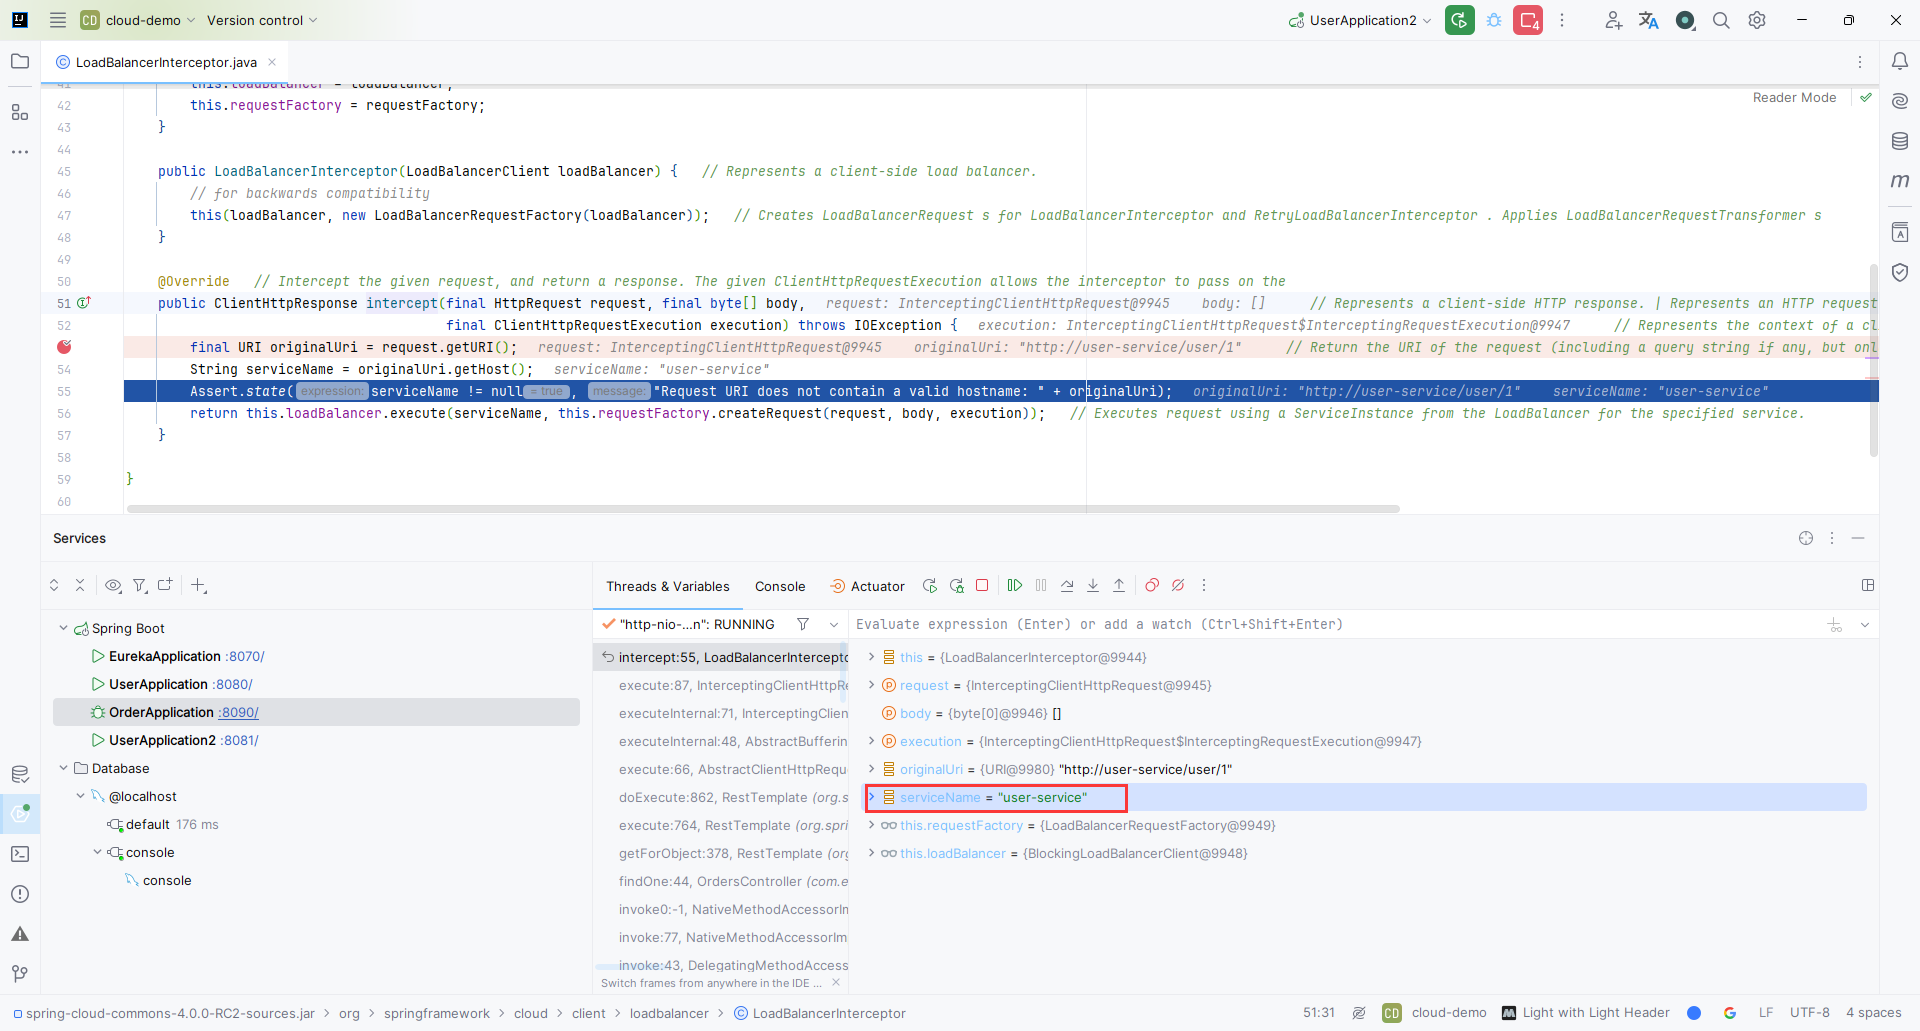 CD cloud-demo Version control UserApplication2 4
LoadBalancerInterceptor.java
Reader Mode
41 this.loadBalancer = loadBalancer;
42 this.requestFactory = requestFactory;
43 }
44
45 public LoadBalancerInterceptor(LoadBalancerClient loadBalancer) { // Represents a client-side load balancer.
46 // for backwards compatibility
47 this(loadBalancer, new LoadBalancerRequestFactory(loadBalancer)); // Creates LoadBalancerRequest s for LoadBalancerInterceptor and RetryLoadBalancerInterceptor . Applies LoadBalancerRequestTransformer s
48 }
49
50 @Override // Intercept the given request, and return a response. The given ClientHttpRequestExecution allows the interceptor to pass on the
51 public ClientHttpResponse intercept(final HttpRequest request, final byte[] body, request: InterceptingClientHttpRequest@9945 body: [] // Represents a client-side HTTP response. | Represents an HTTP request
52 final ClientHttpRequestExecution execution) throws IOException { execution: InterceptingClientHttpRequest$InterceptingRequestExecution@9947 // Represents the context of a cl
final URI originalUri = request.getURI(); request: InterceptingClientHttpRequest@9945 originalUri: "http://user-service/user/1" // Return the URI of the request (including a query string if any, but onl
54 String serviceName = originalUri.getHost(); serviceName: "user-service"
55 Assert.state( expression: serviceName != null = true , message: "Request URI does not contain a valid hostname: " + originalUri); originalUri: "http://user-service/user/1" serviceName: "user-service"
56 return this.loadBalancer.execute(serviceName, this.requestFactory.createRequest(request, body, execution)); // Executes request using a ServiceInstance from the LoadBalancer for the specified service.
57 }
58
59 }
60
Services
Threads & Variables Console Actuator
Spring Boot
EurekaApplication :8070/
UserApplication :8080/
OrderApplication :8090/
UserApplication2 :8081/
Database
@localhost
default 176 ms
console
console
"http-nio-...n": RUNNING
intercept:55, LoadBalancerIntercepto
execute:87, InterceptingClientHttpRe
executeInternal:71, InterceptingClien
executeInternal:48, AbstractBufferin
execute:66, AbstractClientHttpRequ
doExecute:862, RestTemplate (org.s
execute:764, RestTemplate (org.spri
getForObject:378, RestTemplate (org
findOne:44, OrdersController (com.e
invoke0:-1, NativeMethodAccessorIm
invoke:77, NativeMethodAccessorIm
invoke:43, DelegatingMethodAccess
Switch frames from anywhere in the IDE ...
Evaluate expression (Enter) or add a watch (Ctrl+Shift+Enter)
this = {LoadBalancerInterceptor@9944}
request = {InterceptingClientHttpRequest@9945}
body = {byte[0]@9946} []
execution = {InterceptingClientHttpRequest$InterceptingRequestExecution@9947}
originalUri = {URI@9980} "http://user-service/user/1"
serviceName = "user-service"
this.requestFactory = {LoadBalancerRequestFactory@9949}
this.loadBalancer = {BlockingLoadBalancerClient@9948}
spring-cloud-commons-4.0.0-RC2-sources.jar > org > springframework > cloud > client > loadbalancer > LoadBalancerInterceptor 51:31 CD cloud-demo Light with Light Header LF UTF-8 4 spaces